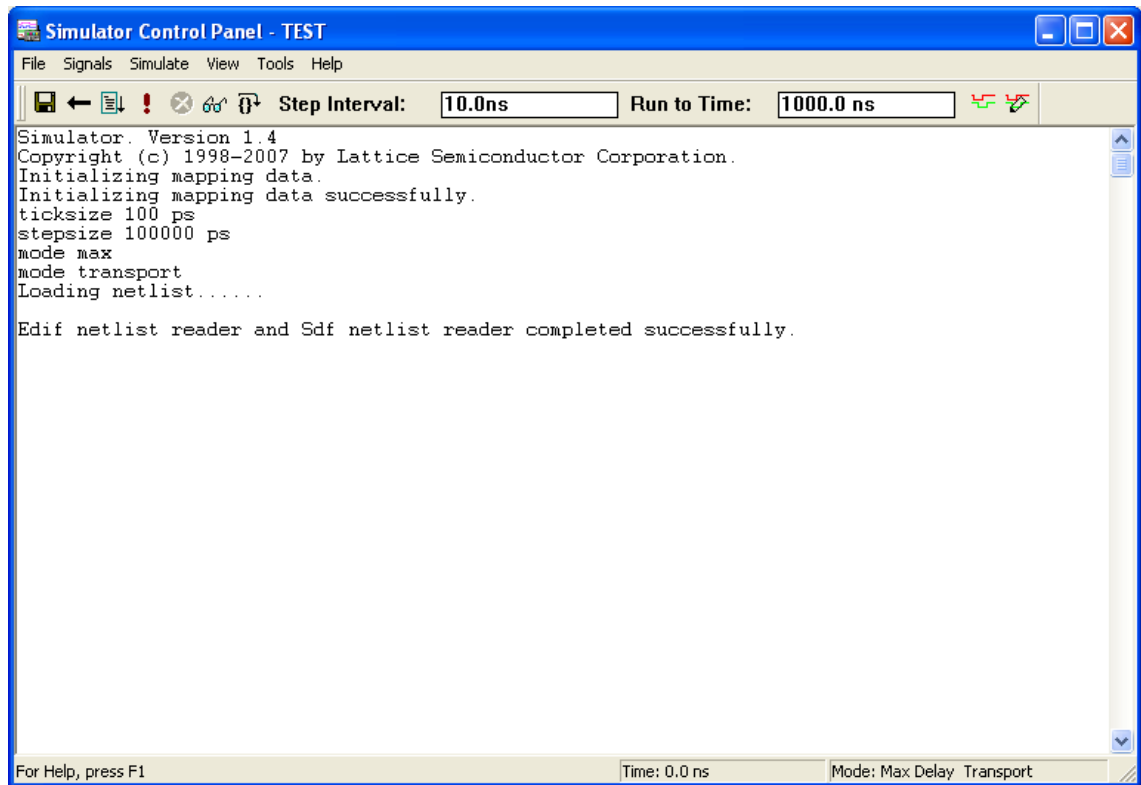 Simulator Control Panel - TEST
File Signals Simulate View Tools Help
Step Interval: 10.0ns Run to Time: 1000.0 ns
Simulator. Version 1.4
Copyright (c) 1998-2007 by Lattice Semiconductor Corporation.
Initializing mapping data.
Initializing mapping data successfully.
ticksize 100 ps
stepsize 100000 ps
mode max
mode transport
Loading netlist......
Edif netlist reader and Sdf netlist reader completed successfully.
For Help, press F1 Time: 0.0 ns Mode: Max Delay Transport